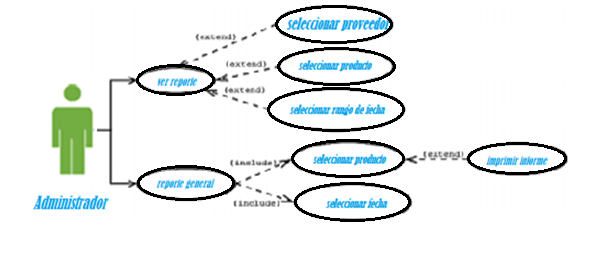 seleccionar proveedor
(extend)
(extend)
seleccionar producto
ver reporte
(extend)
seleccionar rango de fecha
(include)
seleccionar producto
(extend)
imprimir informe
reporte general
(include)
seleccionar fecha
Administrador